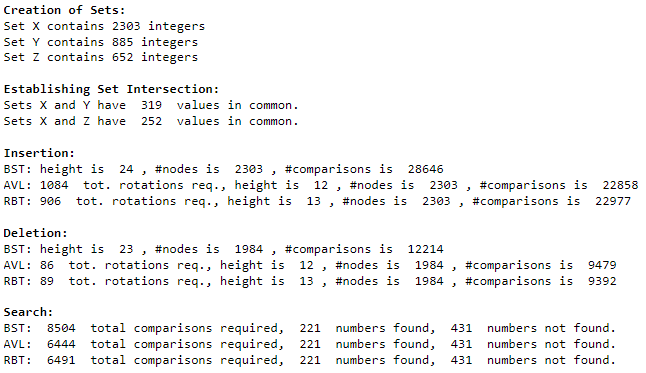 Creation of Sets:
Set X contains 2303 integers
Set Y contains 885 integers
Set Z contains 652 integers
Establishing Set Intersection:
Sets X and Y have  319  values in common.
Sets X and Z have  252  values in common.
Insertion:
BST: height is  24 , #nodes is  2303 , #comparisons is  28646
AVL: 1084  tot. rotations req., height is  12 , #nodes is  2303 , #comparisons is  22858
RBT: 906  tot. rotations req., height is  13 , #nodes is  2303 , #comparisons is  22977
Deletion:
BST: height is  23 , #nodes is  1984 , #comparisons is  12214
AVL: 86  tot. rotations req., height is  12 , #nodes is  1984 , #comparisons is  9479
RBT: 89  tot. rotations req., height is  13 , #nodes is  1984 , #comparisons is  9392
Search:
BST:  8504  total comparisons required,  221  numbers found,  431  numbers not found.
AVL:  6444  total comparisons required,  221  numbers found,  431  numbers not found.
RBT:  6491  total comparisons required,  221  numbers found,  431  numbers not found.